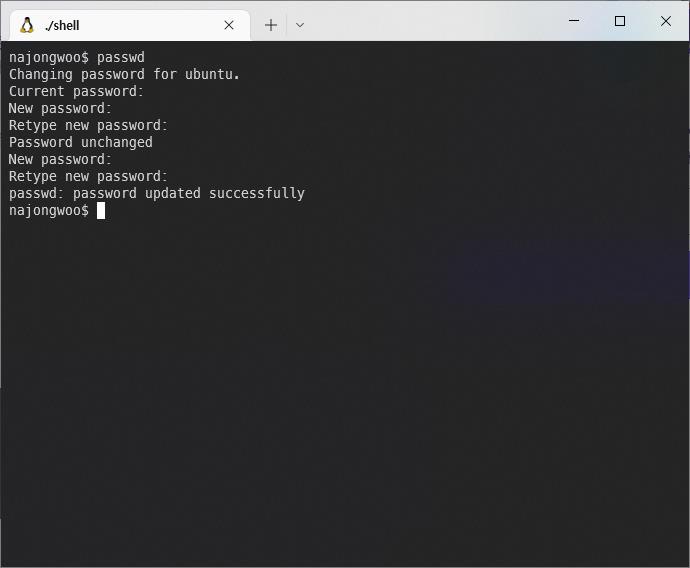 ./shell
najongwoo$ passwd
Changing password for ubuntu.
Current password:
New password:
Retype new password:
Password unchanged
New password:
Retype new password:
passwd: password updated successfully
najongwoo$